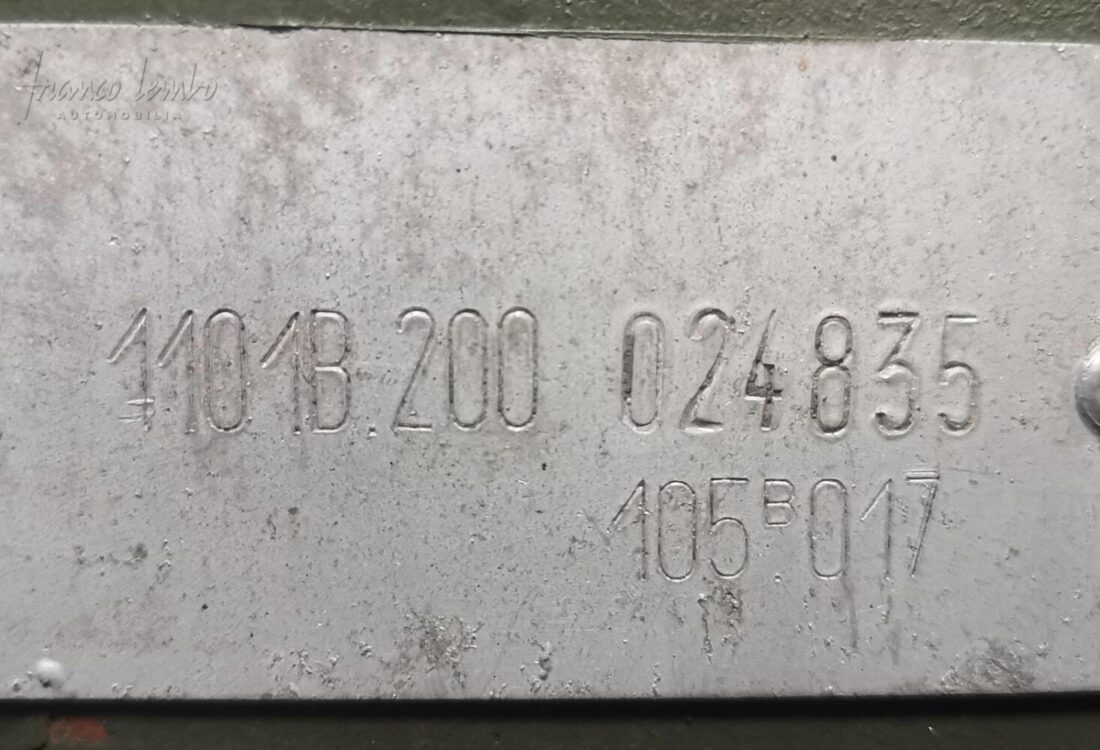 franco lembo
AUTOMOBILIA
1101B.200 024835
105B017